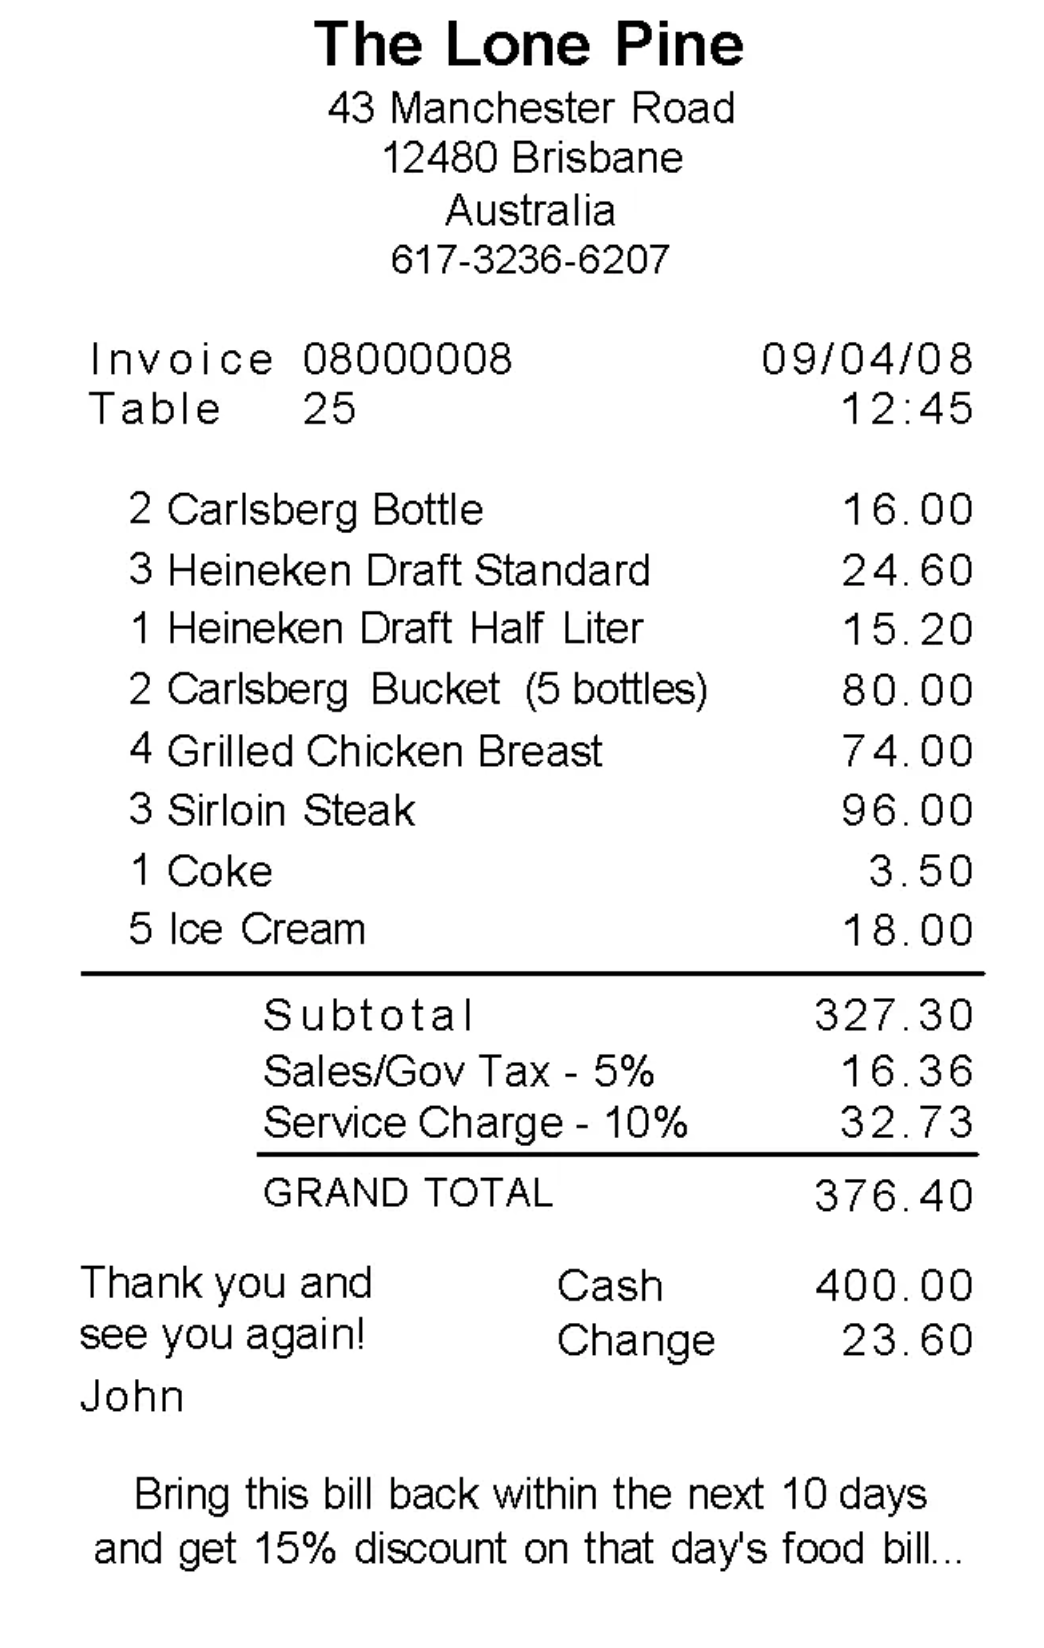 The Lone Pine
43 Manchester Road
12480 Brisbane
Australia
617-3236-6207
Invoice 08000008 09/04/08
Table 25 12:45
2 Carlsberg Bottle 16.00
3 Heineken Draft Standard 24.60
1 Heineken Draft Half Liter 15.20
2 Carlsberg Bucket (5 bottles) 80.00
4 Grilled Chicken Breast 74.00
3 Sirloin Steak 96.00
1 Coke 3.50
5 Ice Cream 18.00
Subtotal 327.30
Sales/Gov Tax - 5% 16.36
Service Charge - 10% 32.73
GRAND TOTAL 376.40
Thank you and Cash 400.00
see you again! Change 23.60
John
Bring this bill back within the next 10 days
and get 15% discount on that day's food bill...